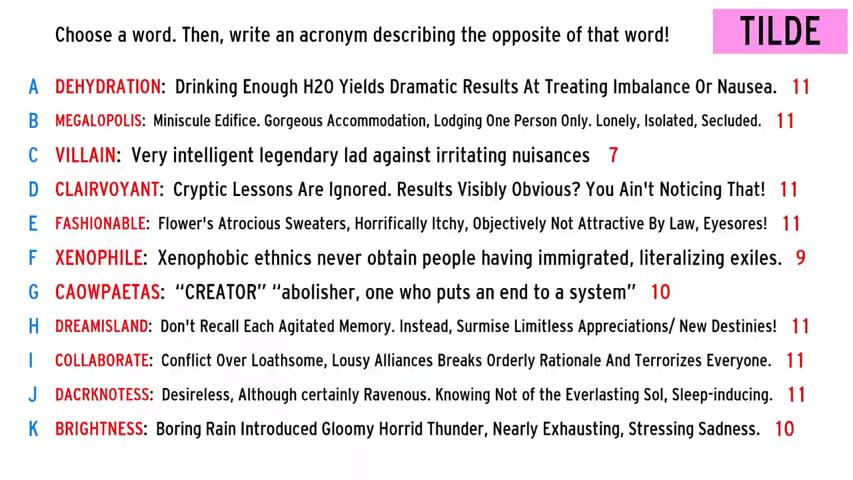 Choose a word. Then, write an acronym describing the opposite of that word!
TILDE
A DEHYDRATION: Drinking Enough H20 Yields Dramatic Results At Treating Imbalance Or Nausea. 11
B MEGALOPOLIS: Miniscule Edifice. Gorgeous Accommodation, Lodging One Person Only. Lonely, Isolated, Secluded. 11
C VILLAIN: Very intelligent legendary lad against irritating nuisances 7
D CLAIRVOYANT: Cryptic Lessons Are Ignored. Results Visibly Obvious? You Ain't Noticing That! 11
E FASHIONABLE: Flower's Atrocious Sweaters, Horrifically Itchy, Objectively Not Attractive By Law, Eyesores! 11
F XENOPHILE: Xenophobic ethnics never obtain people having immigrated, literalizing exiles. 9
G CAOWPAETAS: “CREATOR” “abolisher, one who puts an end to a system” 10
H DREAMISLAND: Don't Recall Each Agitated Memory. Instead, Surmise Limitless Appreciations/ New Destinies! 11
I COLLABORATE: Conflict Over Loathsome, Lousy Alliances Breaks Orderly Rationale And Terrorizes Everyone. 11
J DACRKNOTESS: Desireless, Although certainly Ravenous. Knowing Not of the Everlasting Sol, Sleep-inducing. 11
K BRIGHTNESS: Boring Rain Introduced Gloomy Horrid Thunder, Nearly Exhausting, Stressing Sadness. 10